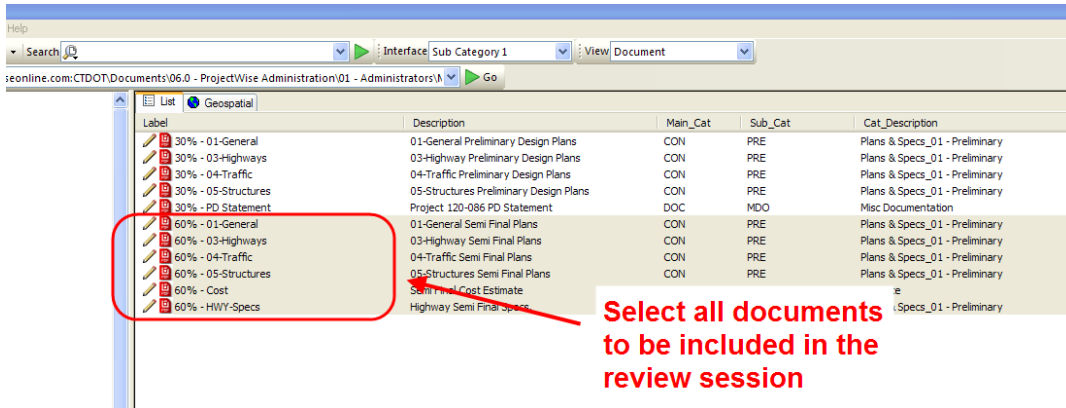 Help
Search Interface Sub Category 1 View Document
seonline.com:CTDOT\Documents\06.0 - ProjectWise Administration\01 - Administrators\ Go
List Geospatial
Label Description Main_Cat Sub_Cat Cat_Description
30% - 01-General 01-General Preliminary Design Plans CON PRE Plans & Specs_01 - Preliminary
30% - 03-Highways 03-Highway Preliminary Design Plans CON PRE Plans & Specs_01 - Preliminary
30% - 04-Traffic 04-Traffic Preliminary Design Plans CON PRE Plans & Specs_01 - Preliminary
30% - 05-Structures 05-Structures Preliminary Design Plans CON PRE Plans & Specs_01 - Preliminary
30% - PD Statement Project 120-086 PD Statement DOC MDO Misc Documentation
60% - 01-General 01-General Semi Final Plans CON PRE Plans & Specs_01 - Preliminary
60% - 03-Highways 03-Highway Semi Final Plans CON PRE Plans & Specs_01 - Preliminary
60% - 04-Traffic 04-Traffic Semi Final Plans CON PRE Plans & Specs_01 - Preliminary
60% - 05-Structures 05-Structures Semi Final Plans CON PRE Plans & Specs_01 - Preliminary
60% - Cost Semi Final Cost Estimate
60% - HWY-Specs Highway Semi Final Specs Specs_01 - Preliminary
Select all documents
to be included in the
review session